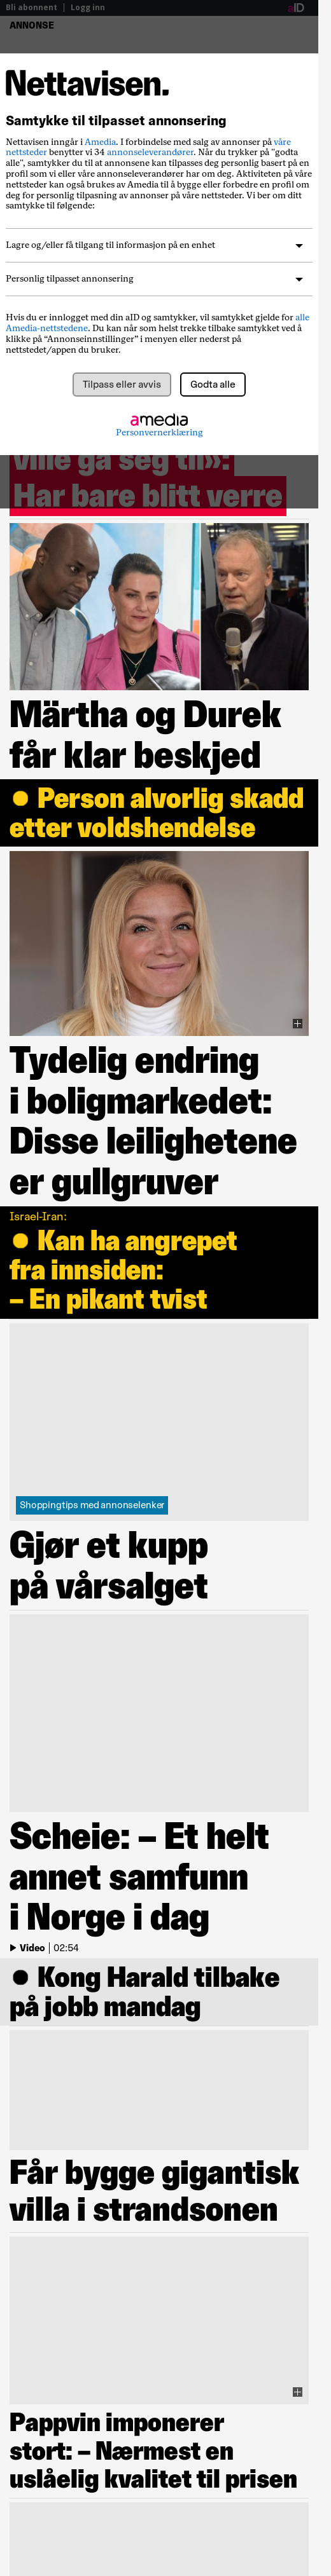 Bli abonnent | Logg inn
aID
ANNONSE
Nettavisen.
Samtykke til tilpasset annonsering
Nettavisen inngår i Amedia. I forbindelse med salg av annonser på våre
nettsteder benytter vi 34 annonseleverandører. Når du trykker på "godta
alle", samtykker du til at annonsene kan tilpasses deg personlig basert på en
profil som vi eller våre annonseleverandører har om deg. Aktiviteten på våre
nettsteder kan også brukes av Amedia til å bygge eller forbedre en profil om
deg for personlig tilpasning av annonser på våre nettsteder. Vi ber om ditt
samtykke til følgende:
Lagre og/eller få tilgang til informasjon på en enhet
Personlig tilpasset annonsering
Hvis du er innlogget med din aID og samtykker, vil samtykket gjelde for alle
Amedia-nettstedene. Du kan når som helst trekke tilbake samtykket ved å
klikke på “Annonseinnstillinger” i menyen eller nederst på
nettstedet/appen du bruker.
Tilpass eller avvis
Godta alle
amedia
Personvernerklæring
ville gå seg til»:
Har bare blitt verre
Märtha og Durek
får klar beskjed
Person alvorlig skadd
etter voldshendelse
Tydelig endring
i boligmarkedet:
Disse leilighetene
er gullgruver
Israel-Iran:
Kan ha angrepet
fra innsiden:
– En pikant tvist
Shoppingtips med annonselenker
Gjør et kupp
på vårsalget
Scheie: – Et helt
annet samfunn
i Norge i dag
Video | 02:54
Kong Harald tilbake
på jobb mandag
Får bygge gigantisk
villa i strandsonen
Pappvin imponerer
stort: – Nærmest en
uslåelig kvalitet til prisen